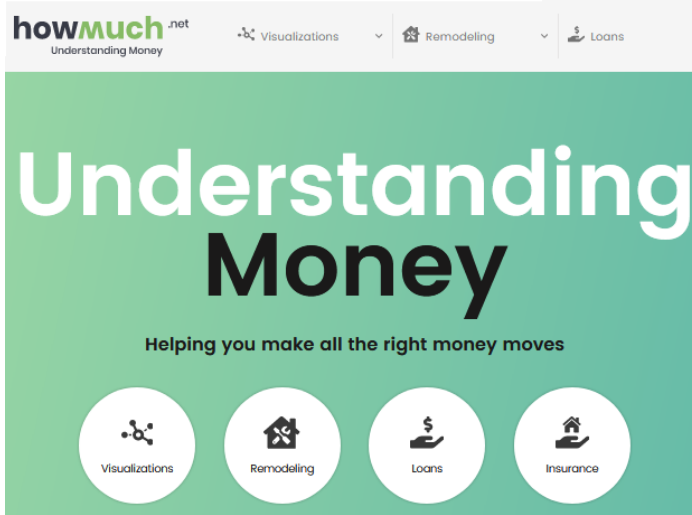 howmuch.net
Understanding Money
Visualizations
Remodeling
Loans
Understanding
Money
Helping you make all the right money moves
Visualizations
Remodeling
Loans
Insurance